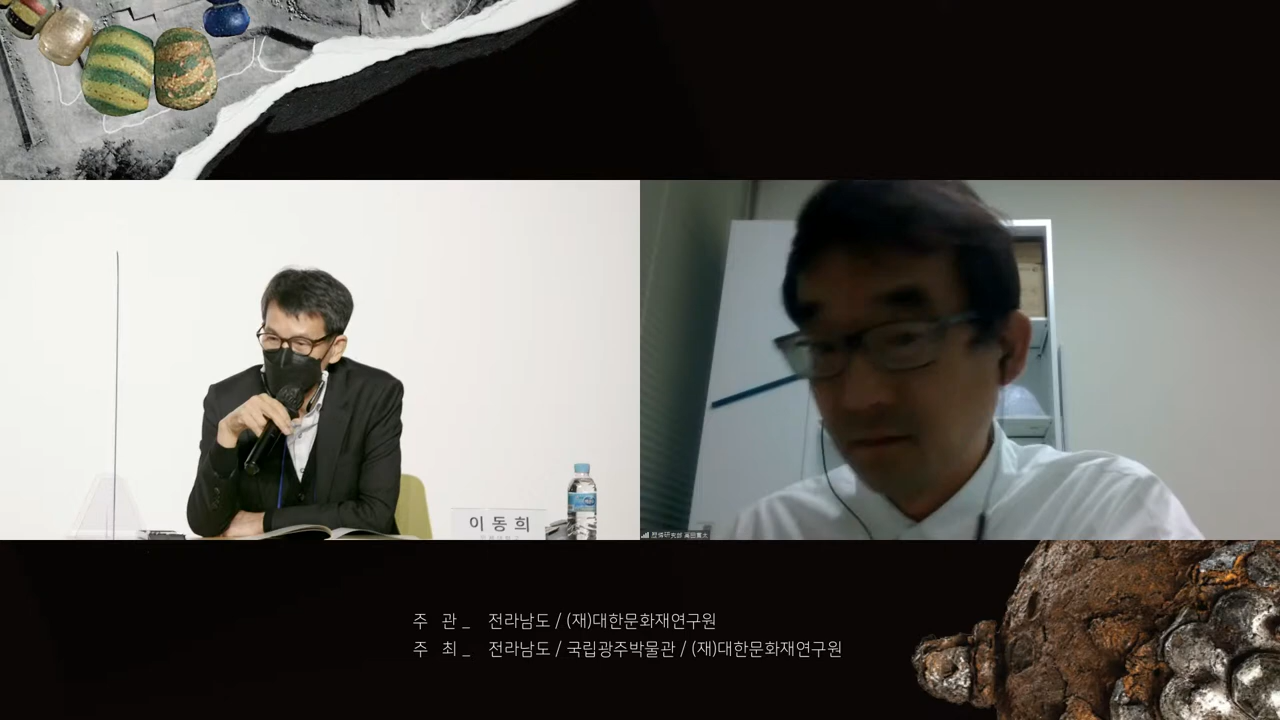 이동희
주 관 _ 전라남도 / (재)대한문화재연구원
주 최 _ 전라남도 / 국립광주박물관 / (재)대한문화재연구원